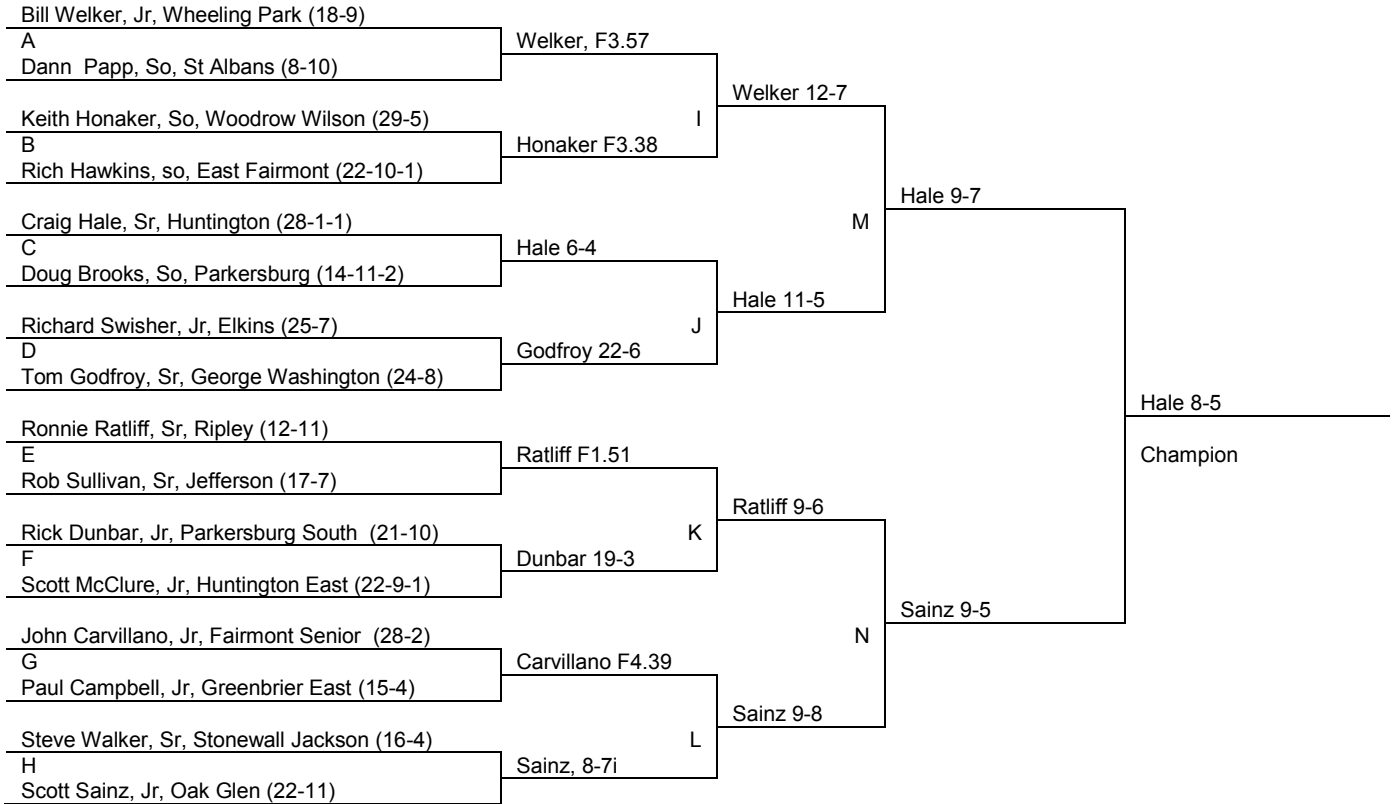 Bill Welker, Jr, Wheeling Park (18-9)
A
Dann  Papp, So, St Albans (8-10)
Welker, F3.57
Keith Honaker, So, Woodrow Wilson (29-5)
B
Rich Hawkins, so, East Fairmont (22-10-1)
Honaker F3.38
I
Welker 12-7
Craig Hale, Sr, Huntington (28-1-1)
C
Doug Brooks, So, Parkersburg (14-11-2)
Hale 6-4
Richard Swisher, Jr, Elkins (25-7)
D
Tom Godfroy, Sr, George Washington (24-8)
Godfroy 22-6
J
Hale 11-5
M
Hale 9-7
Ronnie Ratliff, Sr, Ripley (12-11)
E
Rob Sullivan, Sr, Jefferson (17-7)
Ratliff F1.51
Rick Dunbar, Jr, Parkersburg South  (21-10)
F
Scott McClure, Jr, Huntington East (22-9-1)
Dunbar 19-3
K
Ratliff 9-6
John Carvillano, Jr, Fairmont Senior  (28-2)
G
Paul Campbell, Jr, Greenbrier East (15-4)
Carvillano F4.39
Steve Walker, Sr, Stonewall Jackson (16-4)
H
Scott Sainz, Jr, Oak Glen (22-11)
Sainz, 8-7i
L
Sainz 9-8
N
Sainz 9-5
Hale 8-5
Champion